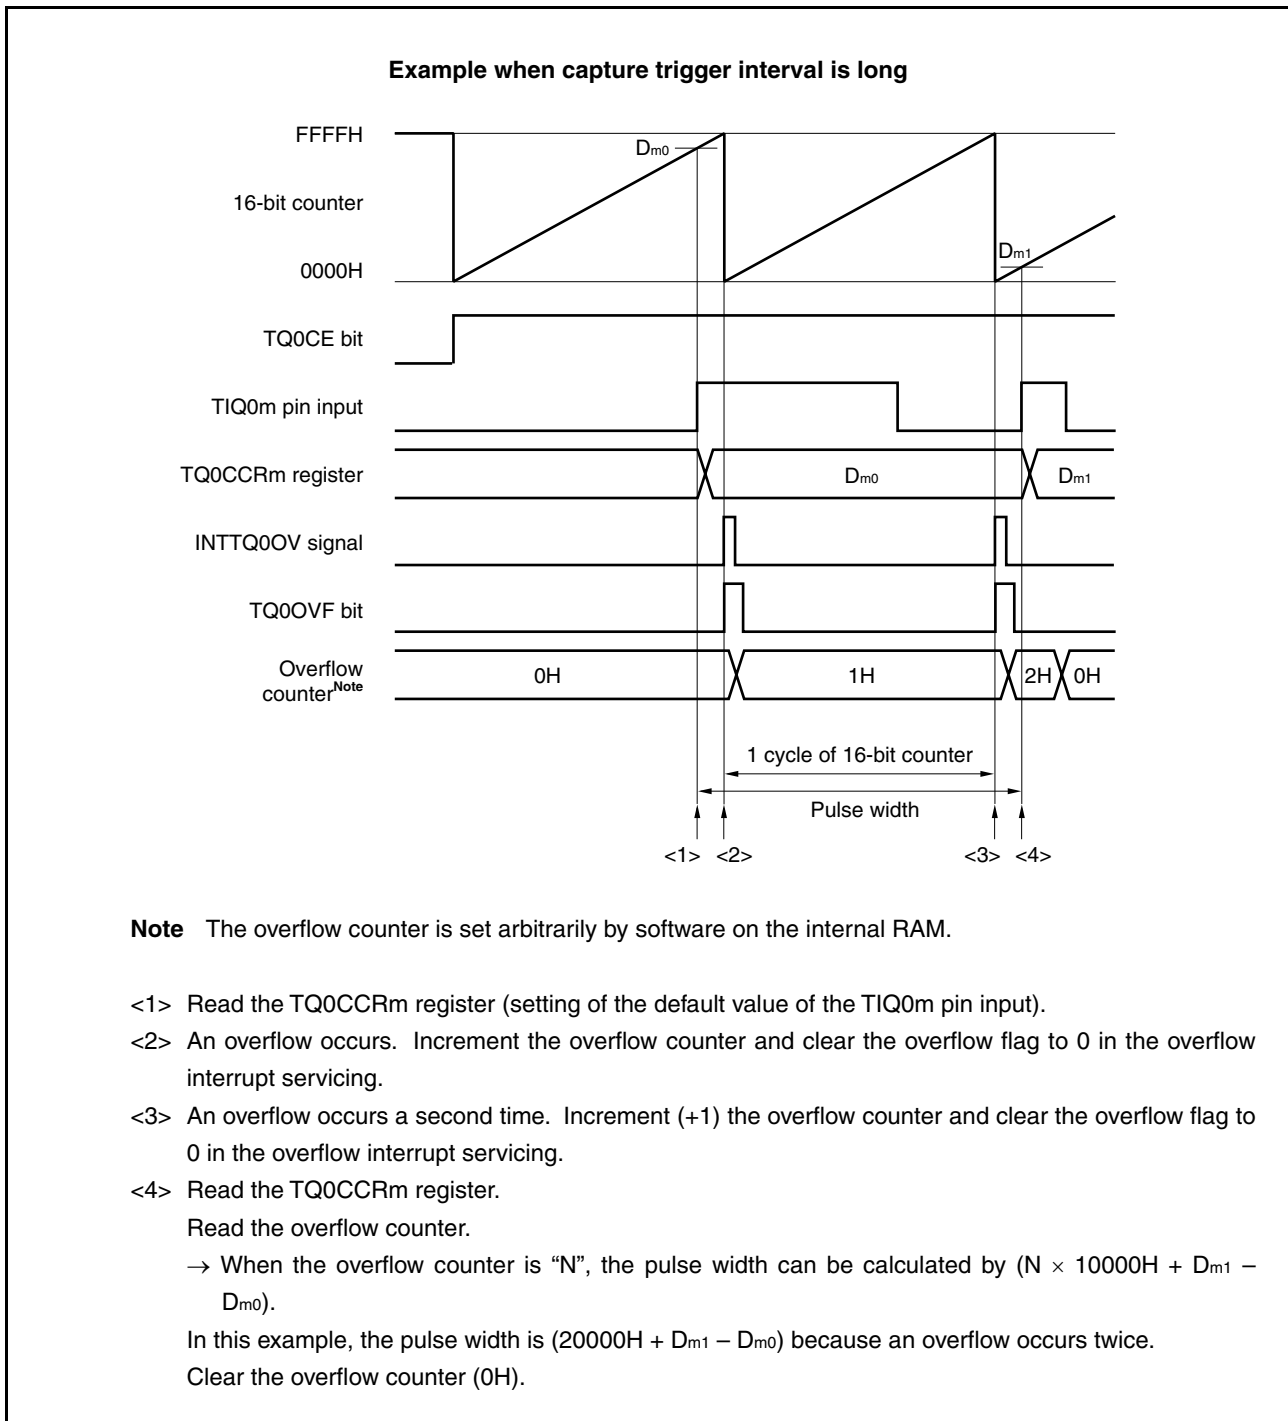 Example when capture trigger interval is long
FFFFH
Dm0
16-bit counter
Dm1
0000H
TQ0CE bit
TIQ0m pin input
TQ0CCRm register
Dm0
Dm1
INTTQ0OV signal
TQ0OVF bit
Overflow
counterNote
0H
1H
2H
0H
1 cycle of 16-bit counter
Pulse width
<1> <2> <3> <4>
Note The overflow counter is set arbitrarily by software on the internal RAM.
<1> Read the TQ0CCRm register (setting of the default value of the TIQ0m pin input).
<2> An overflow occurs. Increment the overflow counter and clear the overflow flag to 0 in the overflow
interrupt servicing.
<3> An overflow occurs a second time. Increment (+1) the overflow counter and clear the overflow flag to
0 in the overflow interrupt servicing.
<4> Read the TQ0CCRm register.
Read the overflow counter.
→ When the overflow counter is “N”, the pulse width can be calculated by (N × 10000H + Dm1 –
Dm0).
In this example, the pulse width is (20000H + Dm1 – Dm0) because an overflow occurs twice.
Clear the overflow counter (0H).